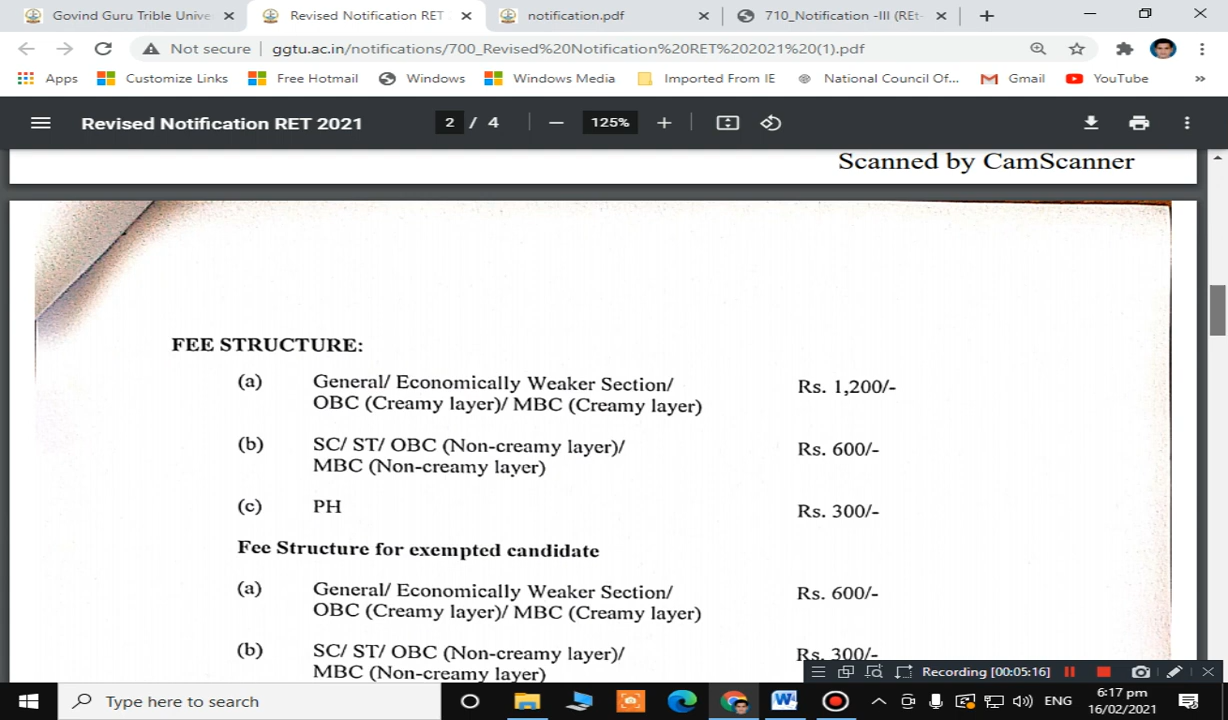 Govind Guru Trible Unive
Revised Notification RET
notification.pdf
710_Notification -III (REt-
Not secure
ggtu.ac.in/notifications/700_Revised%20Notification%20RET%202021%20(1).pdf
Apps
Customize Links
Free Hotmail
Windows
Windows Media
Imported From IE
National Council Of...
Gmail
YouTube
»
Revised Notification RET 2021
2 / 4
125%
Scanned by CamScanner
FEE STRUCTURE:
(a) General/ Economically Weaker Section/ Rs. 1,200/-
OBC (Creamy layer)/ MBC (Creamy layer)
(b) SC/ ST/ OBC (Non-creamy layer)/ Rs. 600/-
MBC (Non-creamy layer)
(c) PH Rs. 300/-
Fee Structure for exempted candidate
(a) General/ Economically Weaker Section/ Rs. 600/-
OBC (Creamy layer)/ MBC (Creamy layer)
(b) SC/ ST/ OBC (Non-creamy layer)/ Rs. 300/-
MBC (Non-creamy layer)
Recording [00:05:16]
Type here to search
ENG
6:17 pm
16/02/2021